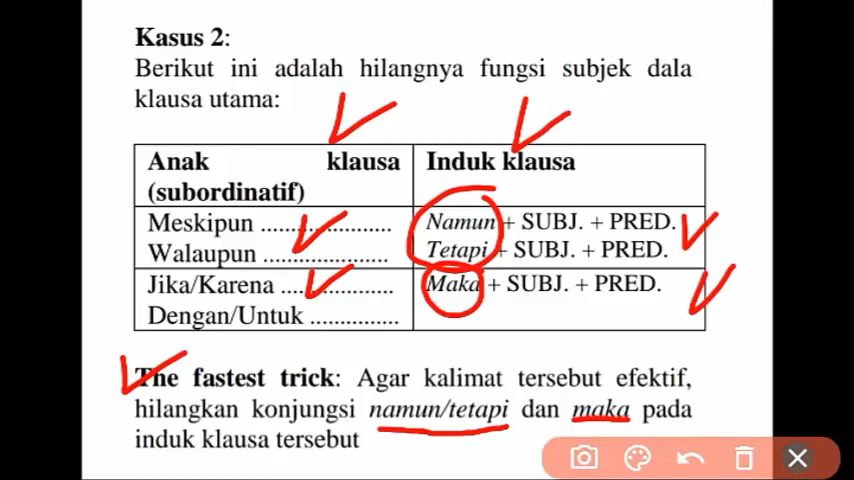 Kasus 2:
Berikut ini adalah hilangnya fungsi subjek dala
klausa utama:
Anak klausa Induk klausa
(subordinatif)
Meskipun ...................... Namun + SUBJ. + PRED.
Walaupun ..................... Tetapi + SUBJ. + PRED.
Jika/Karena ................... Maka + SUBJ. + PRED.
Dengan/Untuk ...............
The fastest trick: Agar kalimat tersebut efektif,
hilangkan konjungsi namun/tetapi dan maka pada
induk klausa tersebut